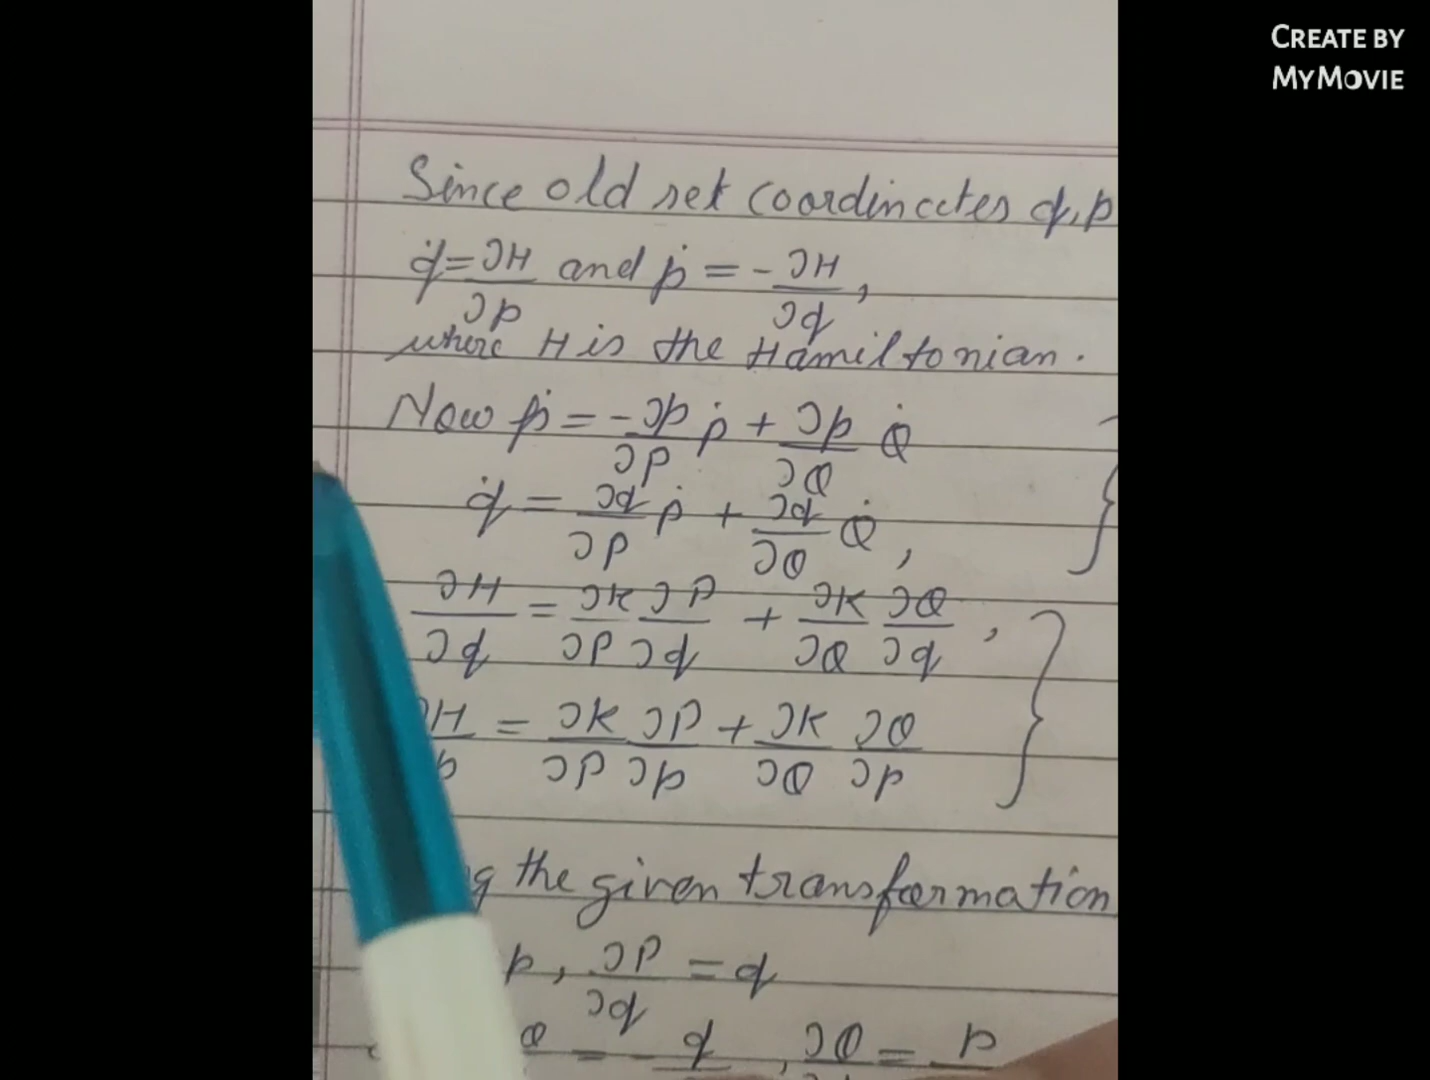 CREATE BY
MYMOVIE
Since old set coordinates q,p
q̇ = ∂H/∂p and ṗ = -∂H/∂q,
where H is the Hamiltonian.
Now ṗ = -∂p/∂P Ṗ + ∂p/∂Q Q̇
q̇ = ∂q/∂P Ṗ + ∂q/∂Q Q̇,
∂H/∂q = ∂K/∂P ∂P/∂q + ∂K/∂Q ∂Q/∂q,
∂H/∂p = ∂K/∂P ∂P/∂p + ∂K/∂Q ∂Q/∂p
the given transformation
p, ∂P/∂q = q